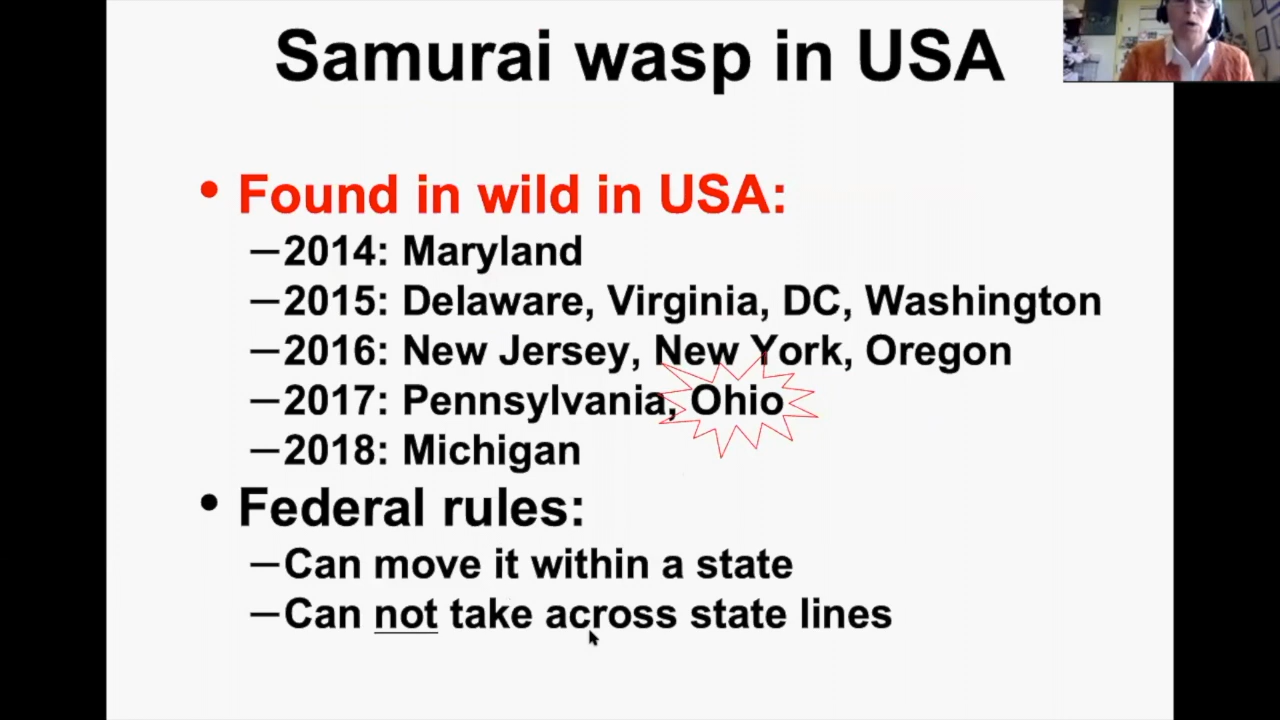 Samurai wasp in USA
• Found in wild in USA:
–2014: Maryland
–2015: Delaware, Virginia, DC, Washington
–2016: New Jersey, New York, Oregon
–2017: Pennsylvania, Ohio
–2018: Michigan
• Federal rules:
–Can move it within a state
–Can not take across state lines